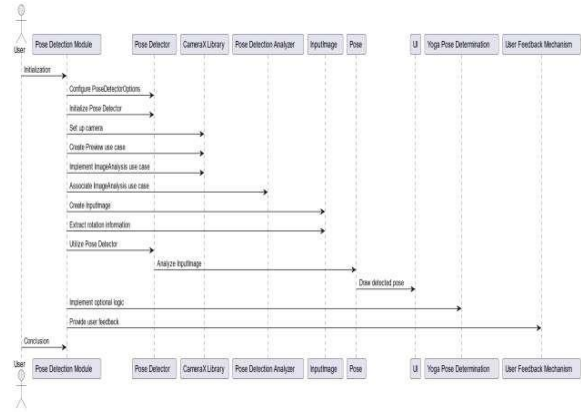 User
Pose Detection Module
Pose Detector
CameraX Library
Pose Detection Analyzer
InputImage
Pose
UI
Yoga Pose Determination
User Feedback Mechanism
Initialization
Configure PoseDetectorOptions
Initialize Pose Detector
Set up camera
Create Preview use case
Implement ImageAnalysis use case
Associate ImageAnalysis use case
Create InputImage
Extract rotation information
Utilize Pose Detector
Analyze InputImage
Draw detected pose
Implement optional logic
Provide user feedback
Conclusion
User
Pose Detection Module
Pose Detector
CameraX Library
Pose Detection Analyzer
InputImage
Pose
UI
Yoga Pose Determination
User Feedback Mechanism